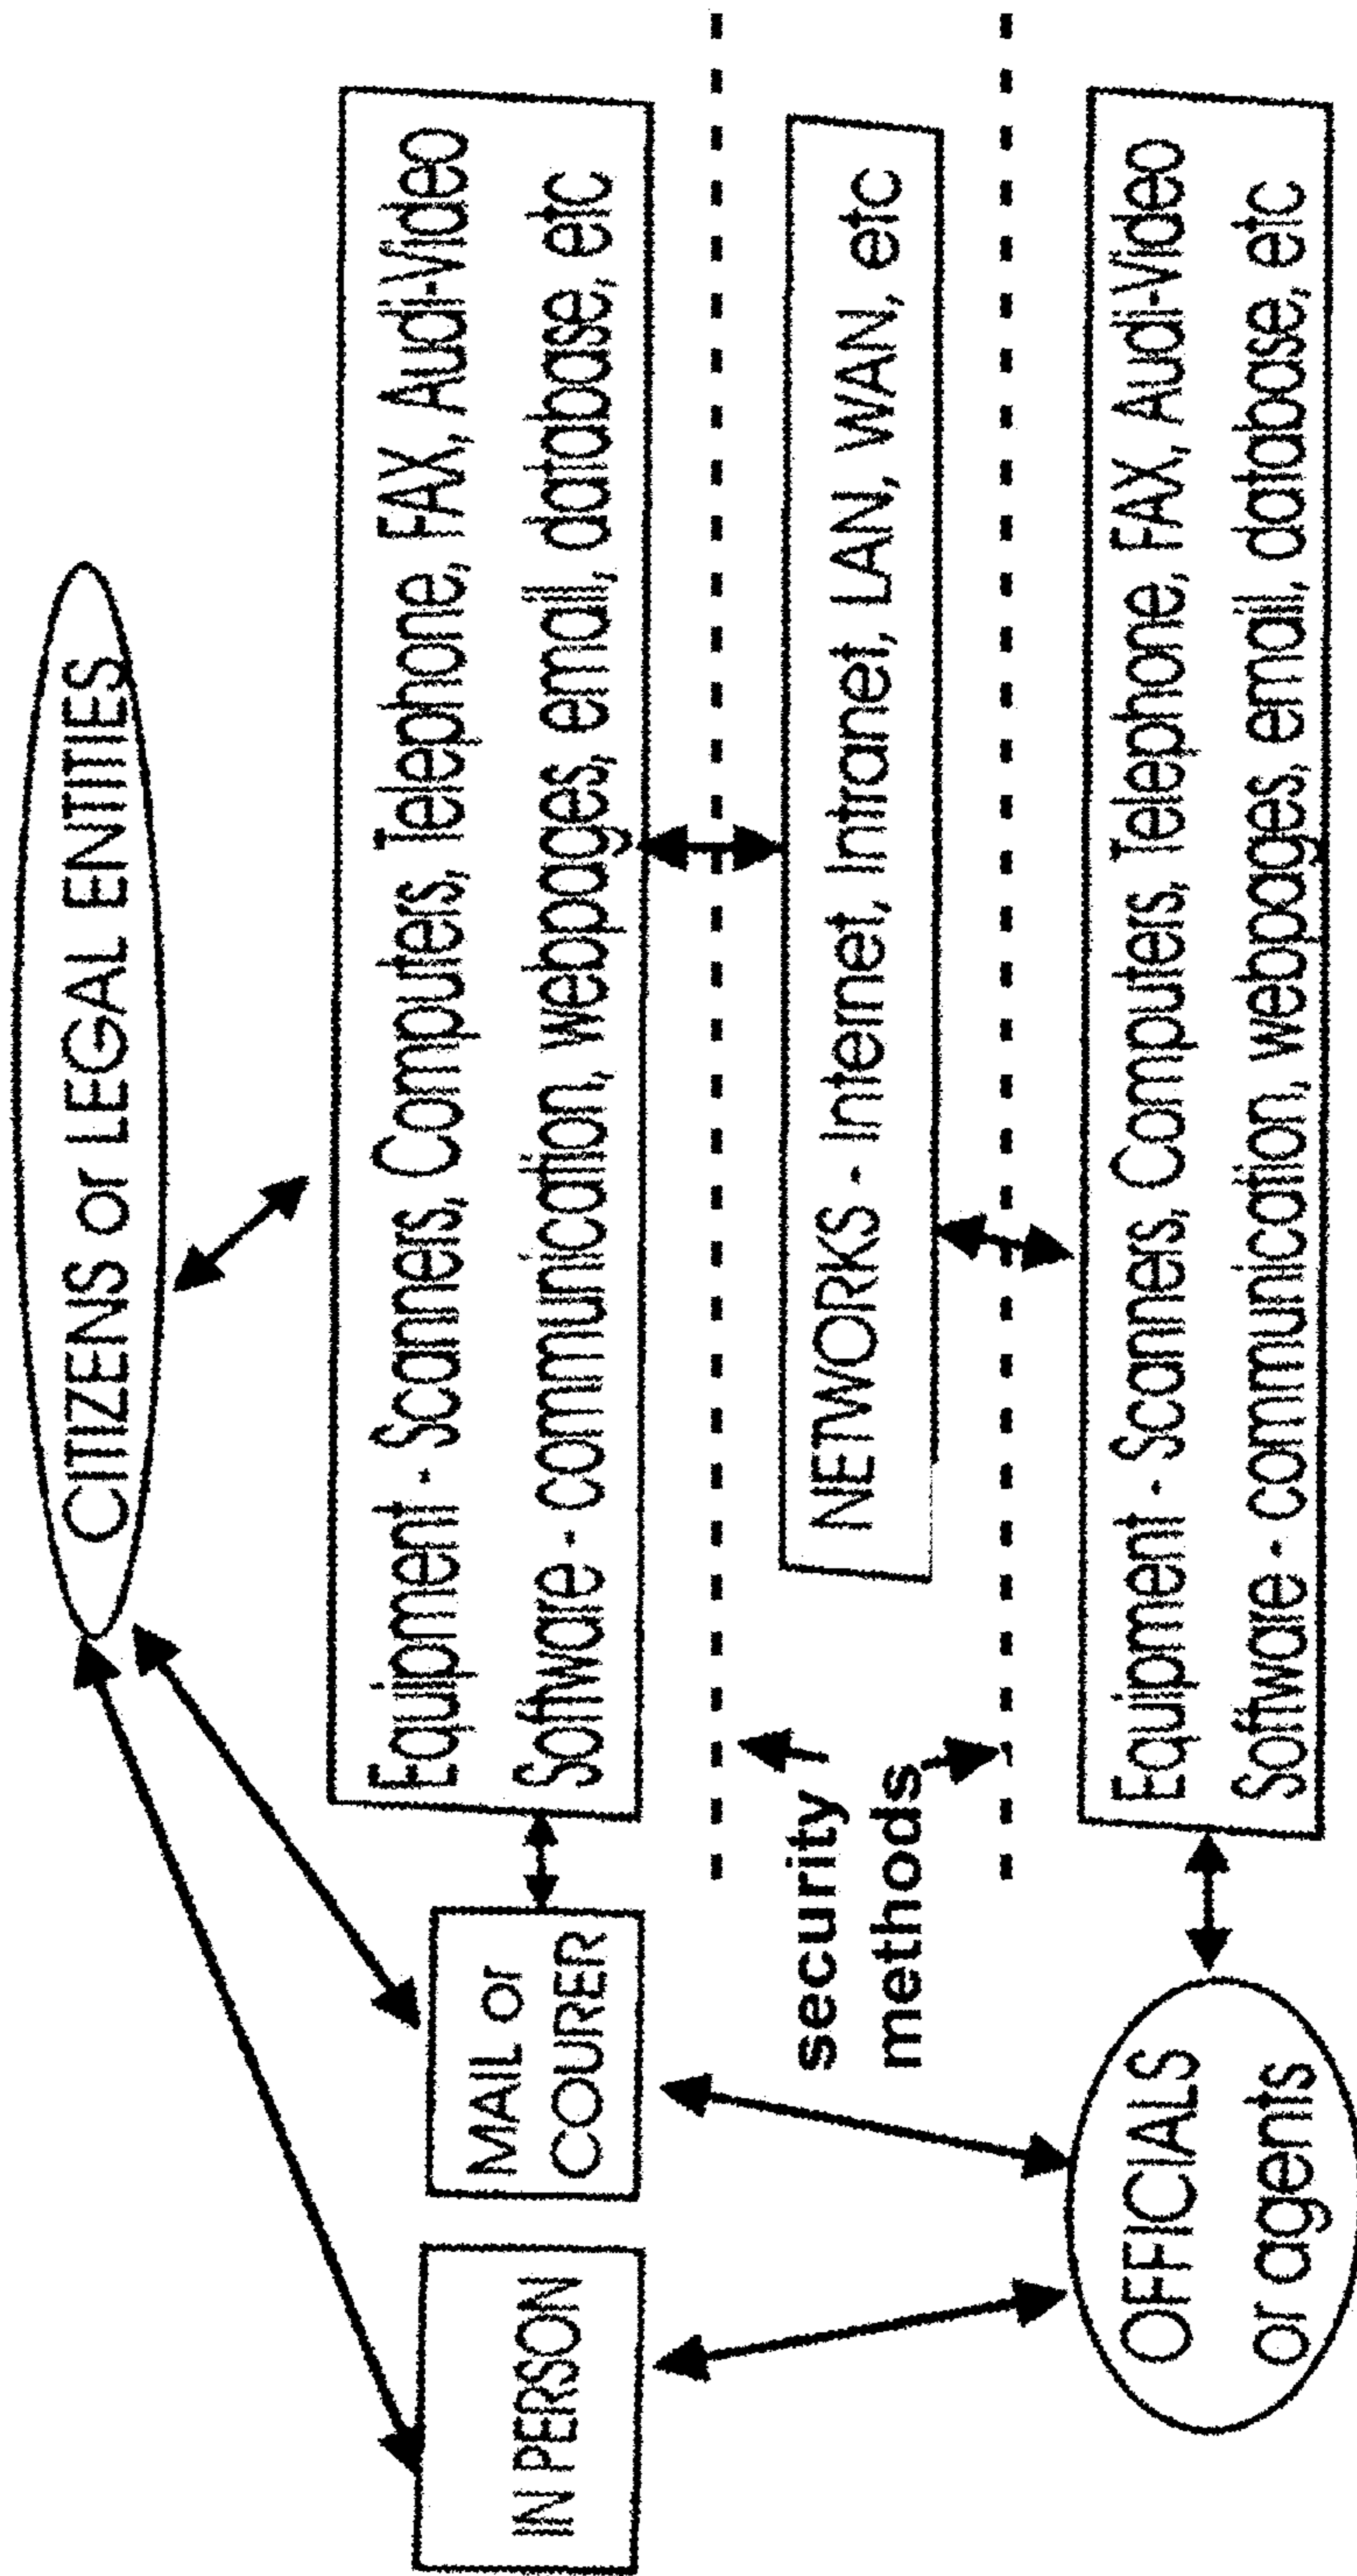 CITIZENS or LEGAL ENTITIES
Equipment - Scanners, Computers, Telephone, FAX, Audi-Video
Software - communication, webpages, email, database, etc
IN PERSON
MAIL or
COURER
security
methods
NETWORKS - Internet, Intranet, LAN, WAN, etc
OFFICIALS
or agents
Equipment - Scanners, Computers, Telephone, FAX, Audi-Video
Software - communication, webpages, email, database, etc